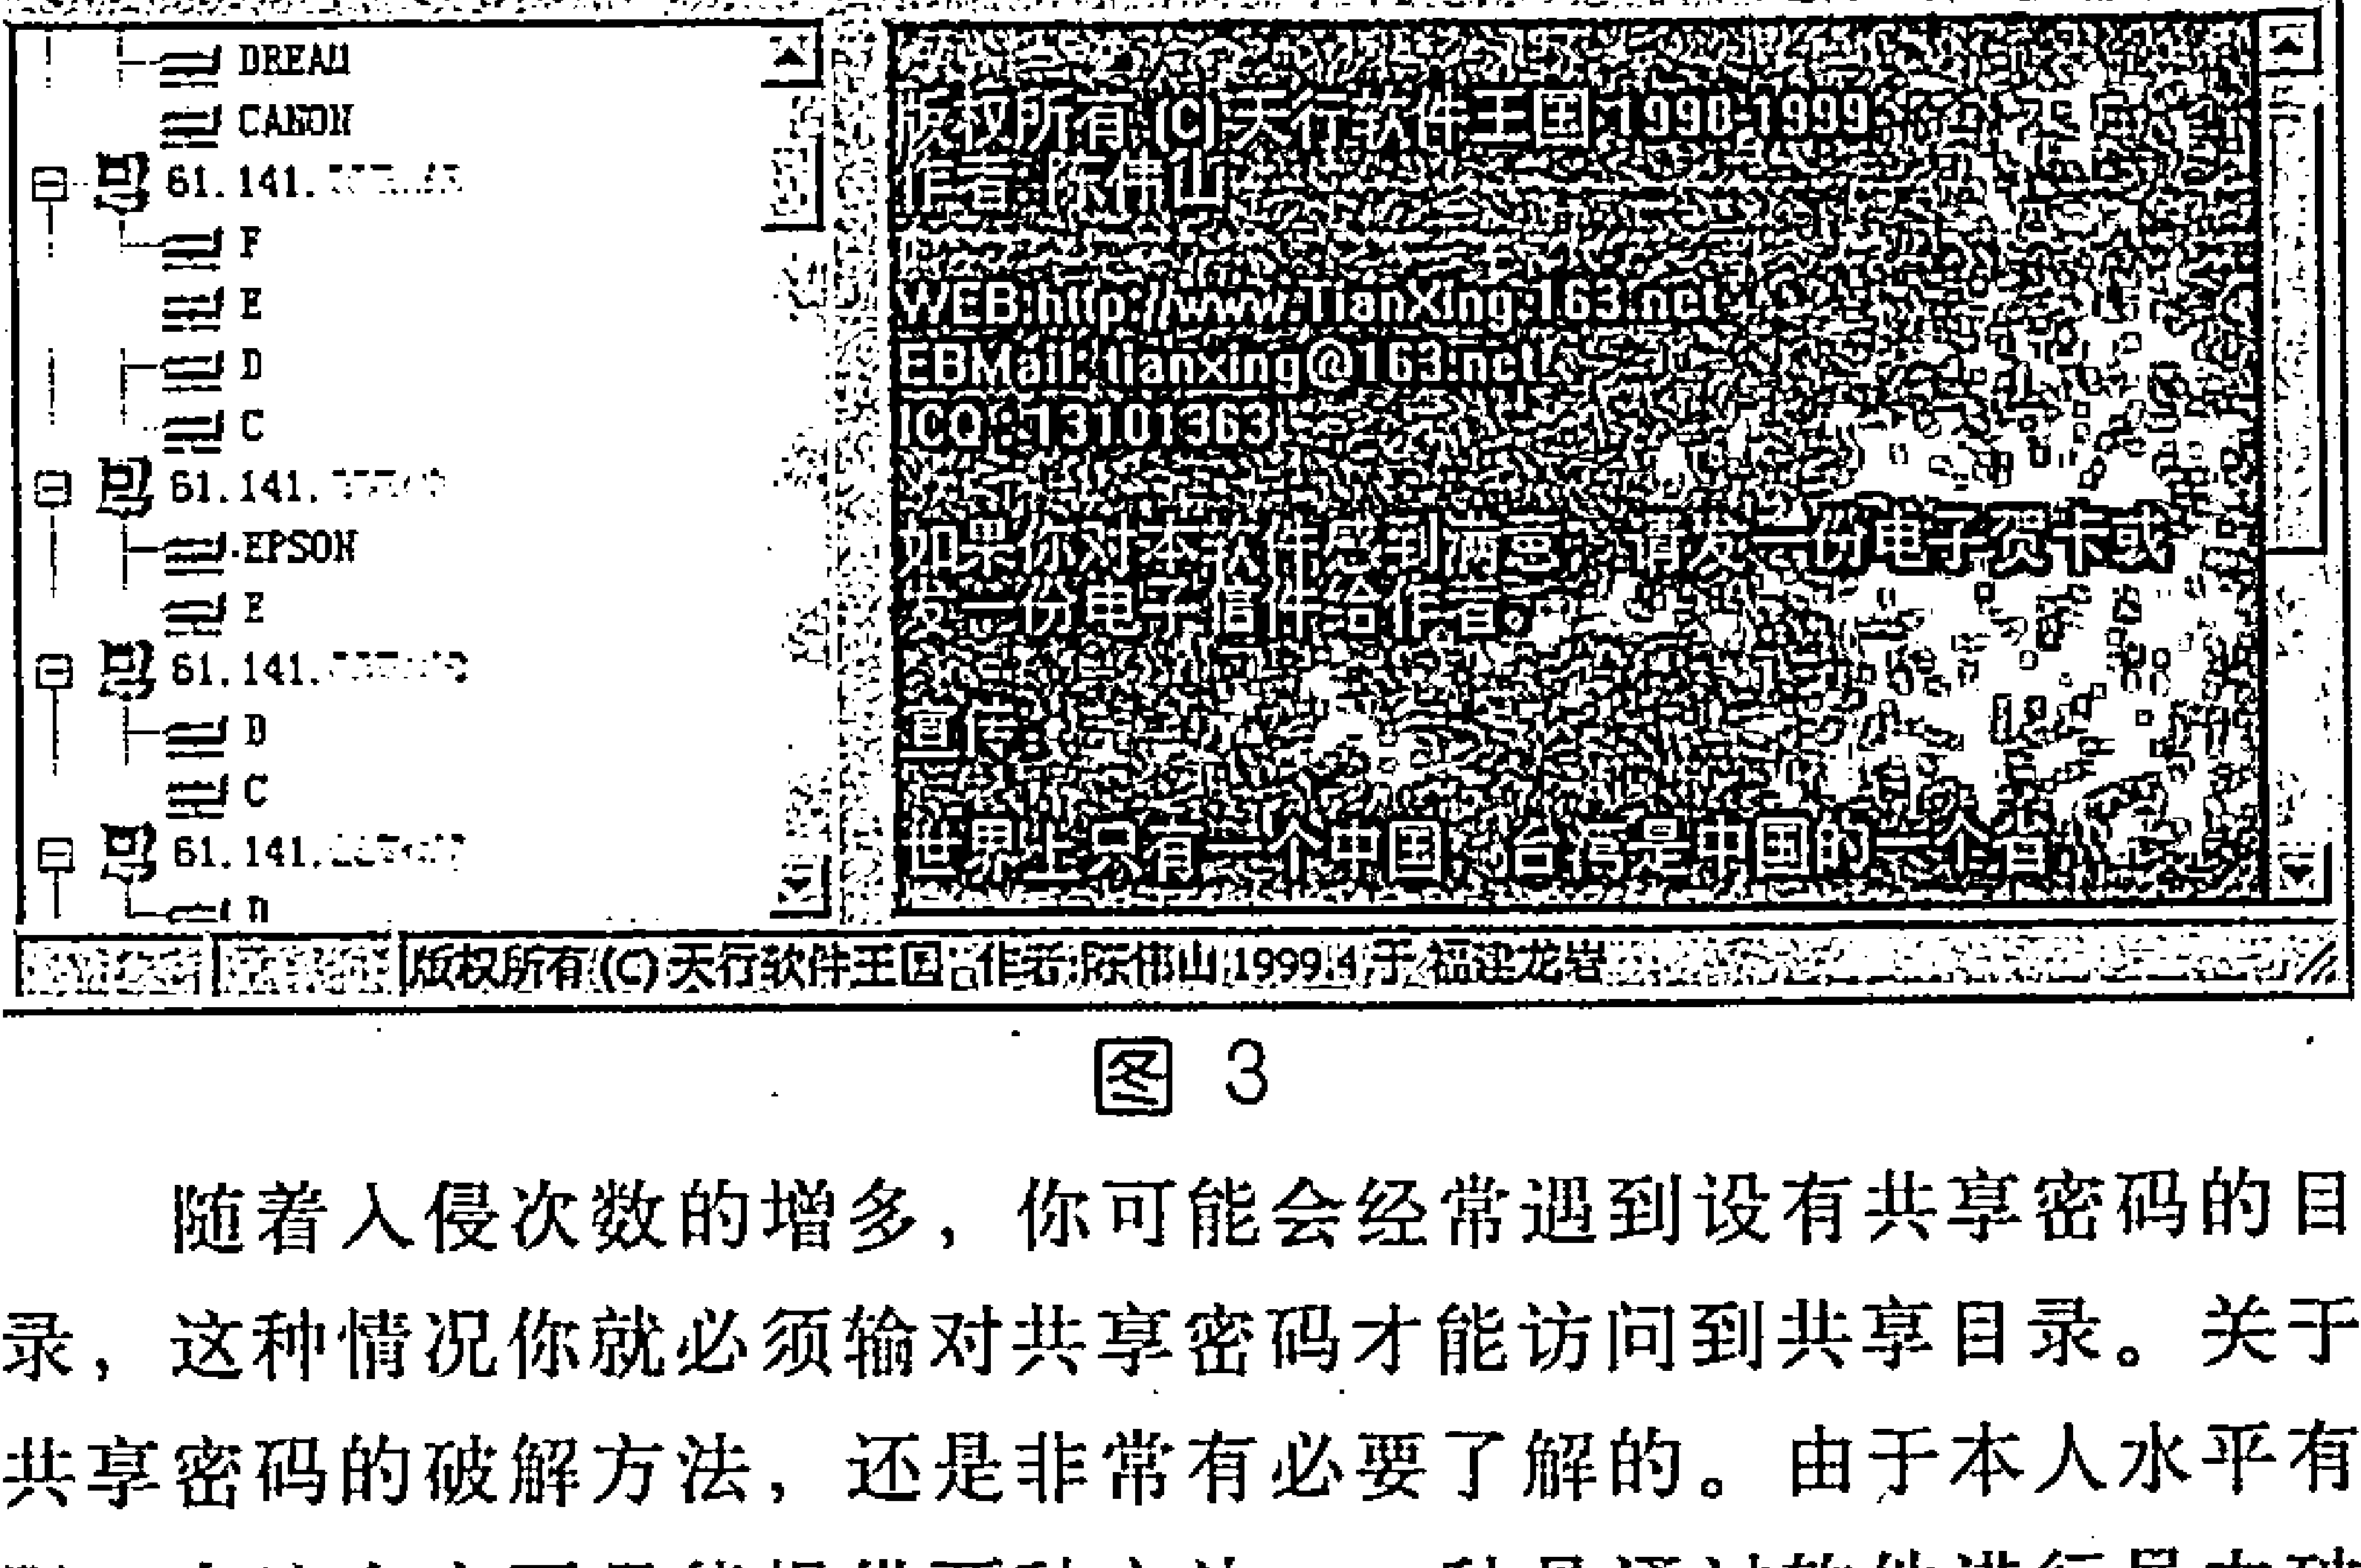 DREAM
CANON
61.141.
F
E
D
C
61.141.
EPSON
E
61.141.
D
C
61.141.
D
版权所有 (C) 天行软件王国 1998-1999
作者:陈伟山
WEB:http://www.TianXing.163.net
EBMail: tianxing@163.net
ICQ : 13101363
如果你对本软件感到满意,请发一份电子贺卡或
发一份电子信件给作者。
宣传:
世界上只有一个中国,台湾是中国的一个省
版权所有 (C) 天行软件王国 作者:陈伟山 1999.4 于 福建龙岩
图 3
随着入侵次数的增多,你可能会经常遇到设有共享密码的目
录,这种情况你就必须输对共享密码才能访问到共享目录。关于
共享密码的破解方法,还是非常有必要了解的。由于本人水平有